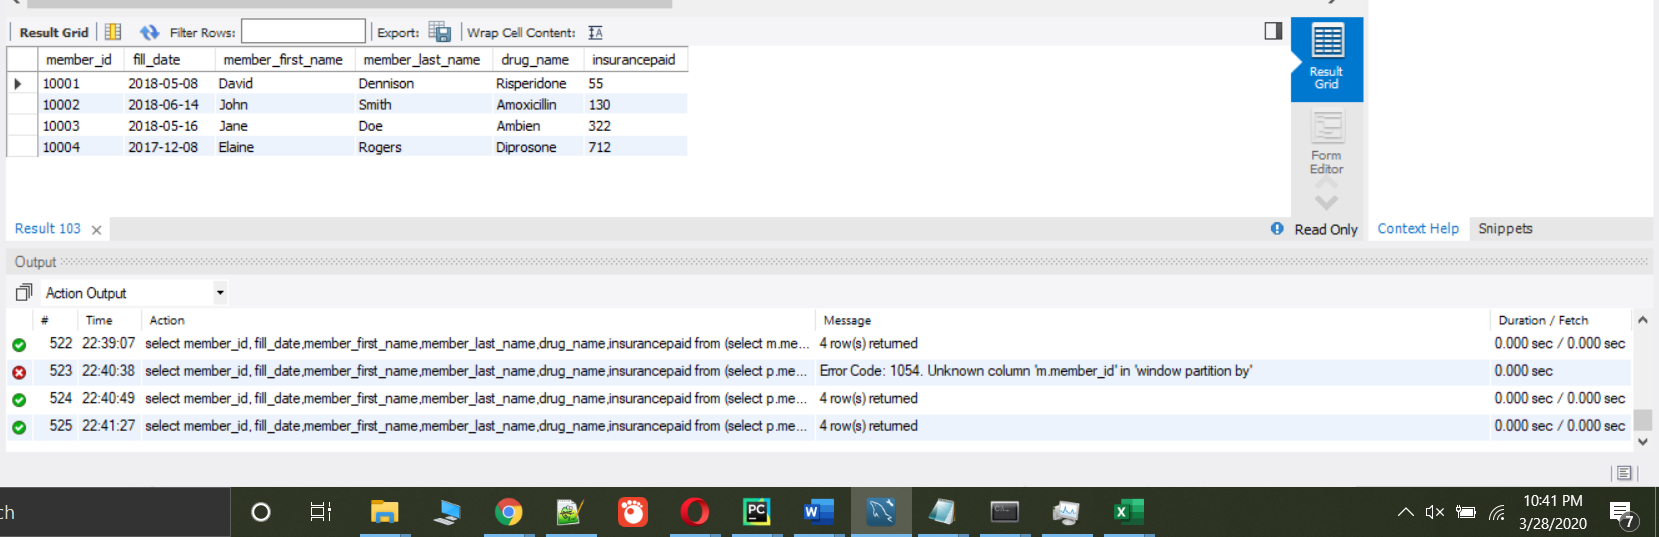 Result Grid Filter Rows: Export: Wrap Cell Content:
member_id fill_date member_first_name member_last_name drug_name insurancepaid
10001 2018-05-08 David Dennison Risperidone 55
10002 2018-06-14 John Smith Amoxicillin 130
10003 2018-05-16 Jane Doe Ambien 322
10004 2017-12-08 Elaine Rogers Diprosone 712
Result
Grid
Form
Editor
Result 103 Read Only Context Help Snippets
Output
Action Output
# Time Action Message Duration / Fetch
522 22:39:07 select member_id, fill_date,member_first_name,member_last_name,drug_name,insurancepaid from (select m.me... 4 row(s) returned 0.000 sec / 0.000 sec
523 22:40:38 select member_id, fill_date,member_first_name,member_last_name,drug_name,insurancepaid from (select p.me... Error Code: 1054. Unknown column 'm.member_id' in 'window partition by' 0.000 sec
524 22:40:49 select member_id, fill_date,member_first_name,member_last_name,drug_name,insurancepaid from (select p.me... 4 row(s) returned 0.000 sec / 0.000 sec
525 22:41:27 select member_id, fill_date,member_first_name,member_last_name,drug_name,insurancepaid from (select p.me... 4 row(s) returned 0.000 sec / 0.000 sec
ch PC W X 10:41 PM
3/28/2020 7